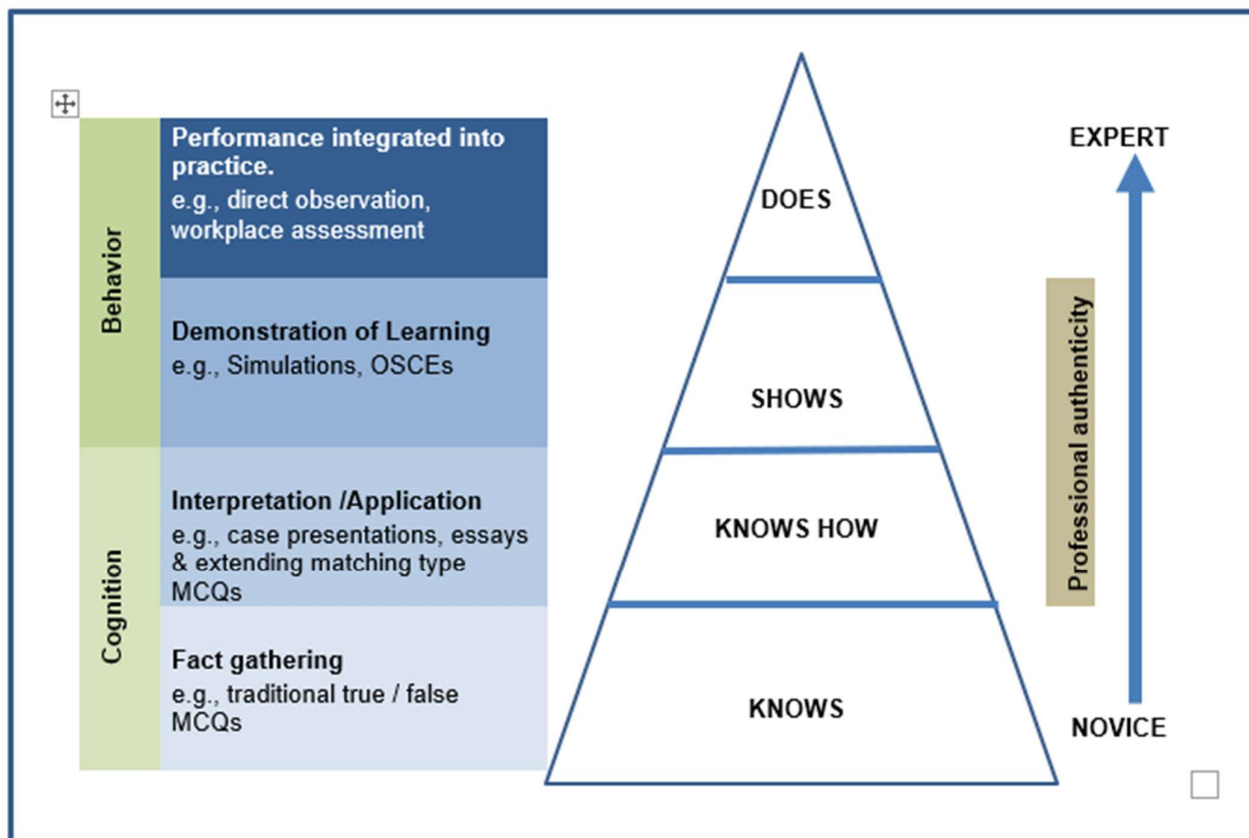 Behavior
Performance integrated into
practice.
e.g., direct observation,
workplace assessment
Demonstration of Learning
e.g., Simulations, OSCEs
Cognition
Interpretation /Application
e.g., case presentations, essays
& extending matching type
MCQs
Fact gathering
e.g., traditional true / false
MCQs
DOES
SHOWS
KNOWS HOW
KNOWS
EXPERT
Professional authenticity
NOVICE